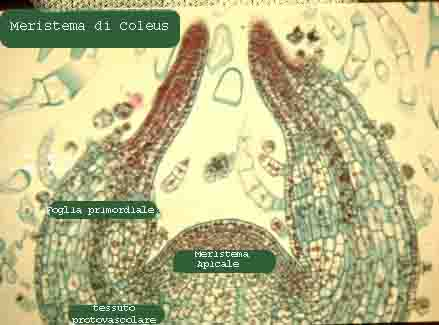 Meristema di Coleus
Foglia primordiale
Meristema
Apicale
tessuto
protovascolare